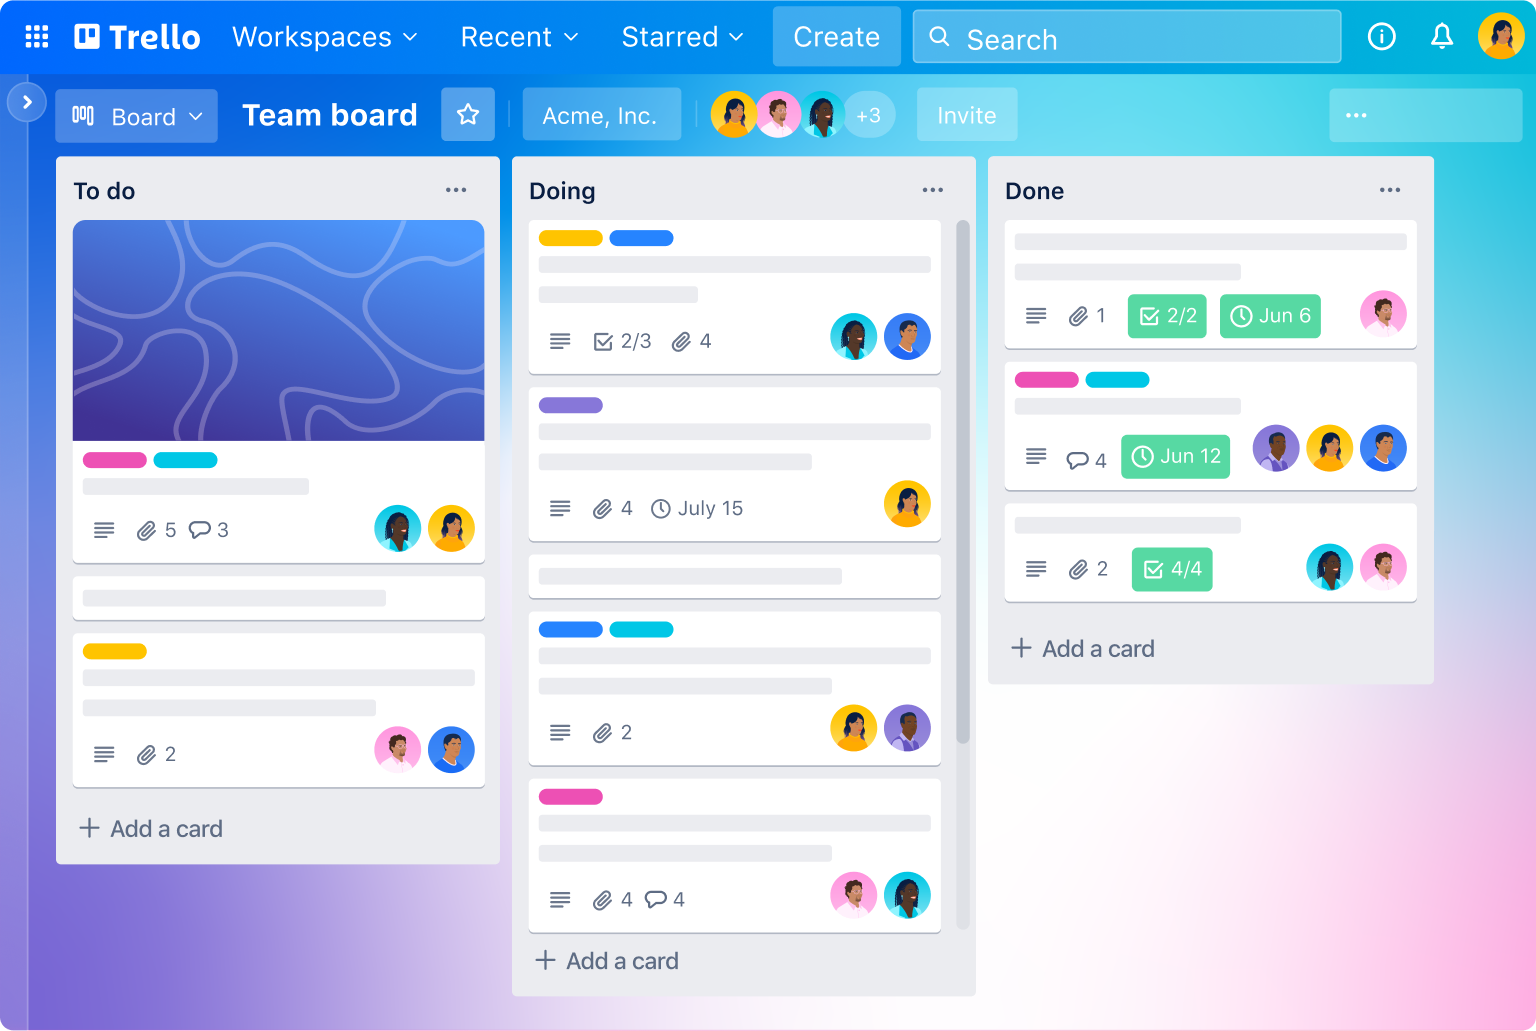 Trello Workspaces Recent Starred Create Search
Board Team board Acme, Inc. +3 Invite
To do
5 3
2
Add a card
Doing
2/3 4
4 July 15
2
4 4
Add a card
Done
1 2/2 Jun 6
4 Jun 12
2 4/4
Add a card